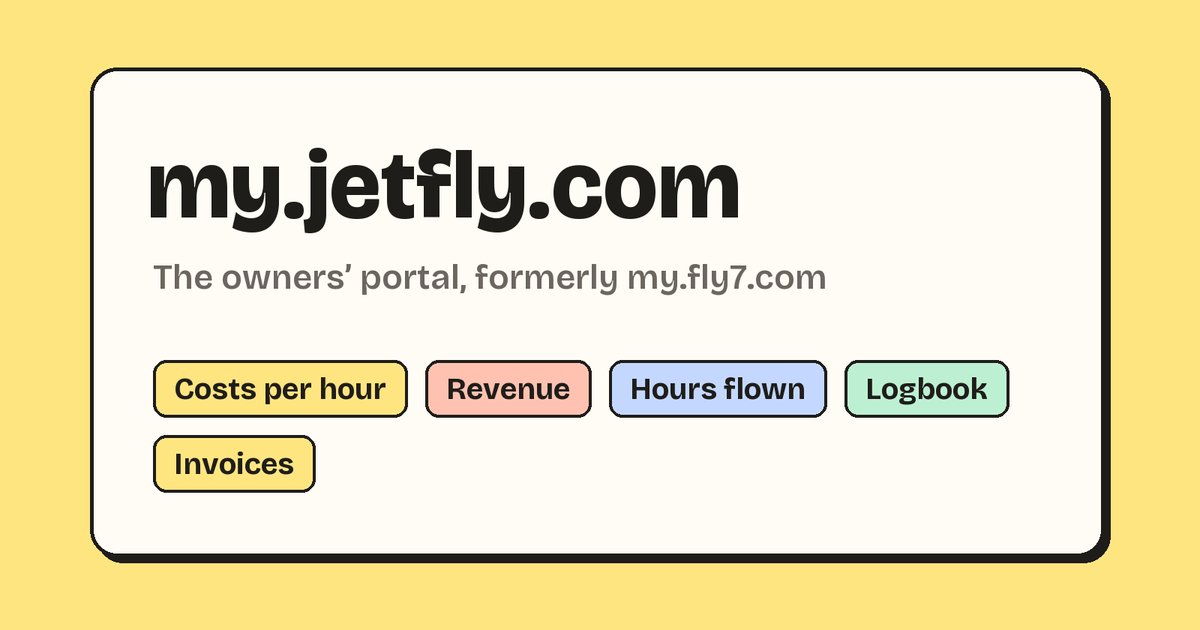 my.jetfly.com
The owners’ portal, formerly my.fly7.com
Costs per hour
Revenue
Hours flown
Logbook
Invoices